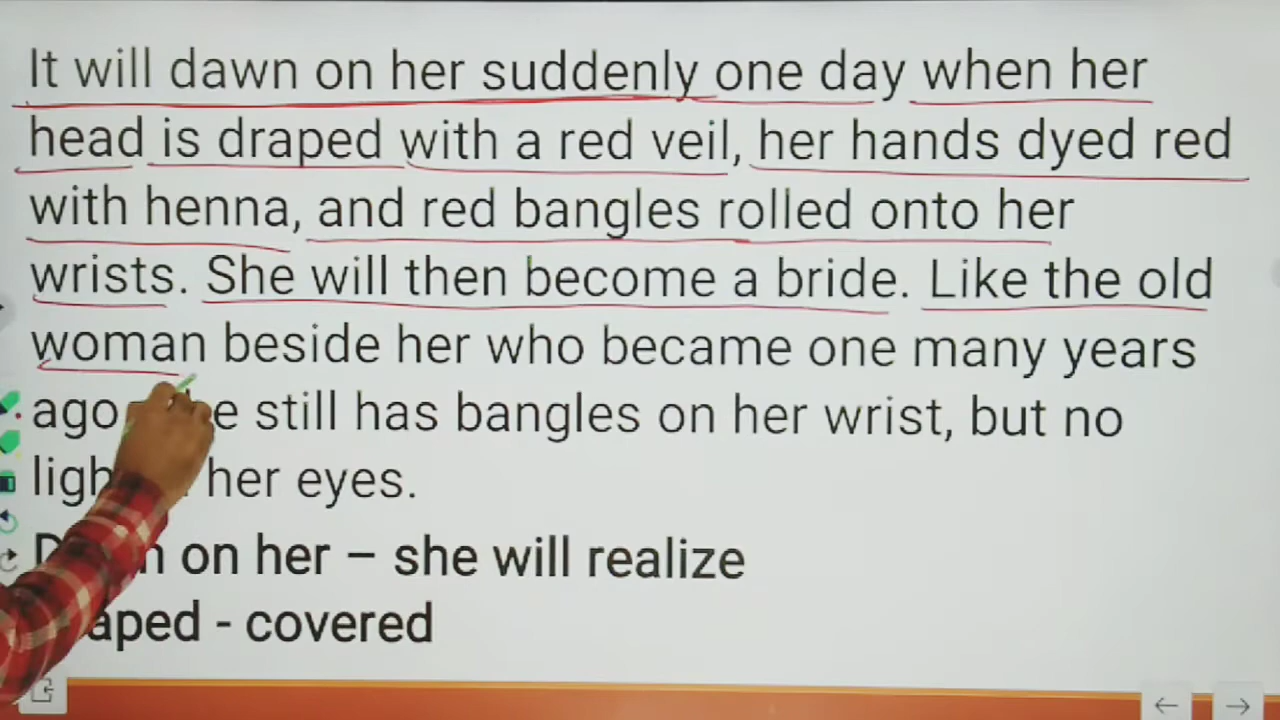 It will dawn on her suddenly one day when her
head is draped with a red veil, her hands dyed red
with henna, and red bangles rolled onto her
wrists. She will then become a bride. Like the old
woman beside her who became one many years
ago still has bangles on her wrist, but no
her eyes.
on her – she will realize
- covered